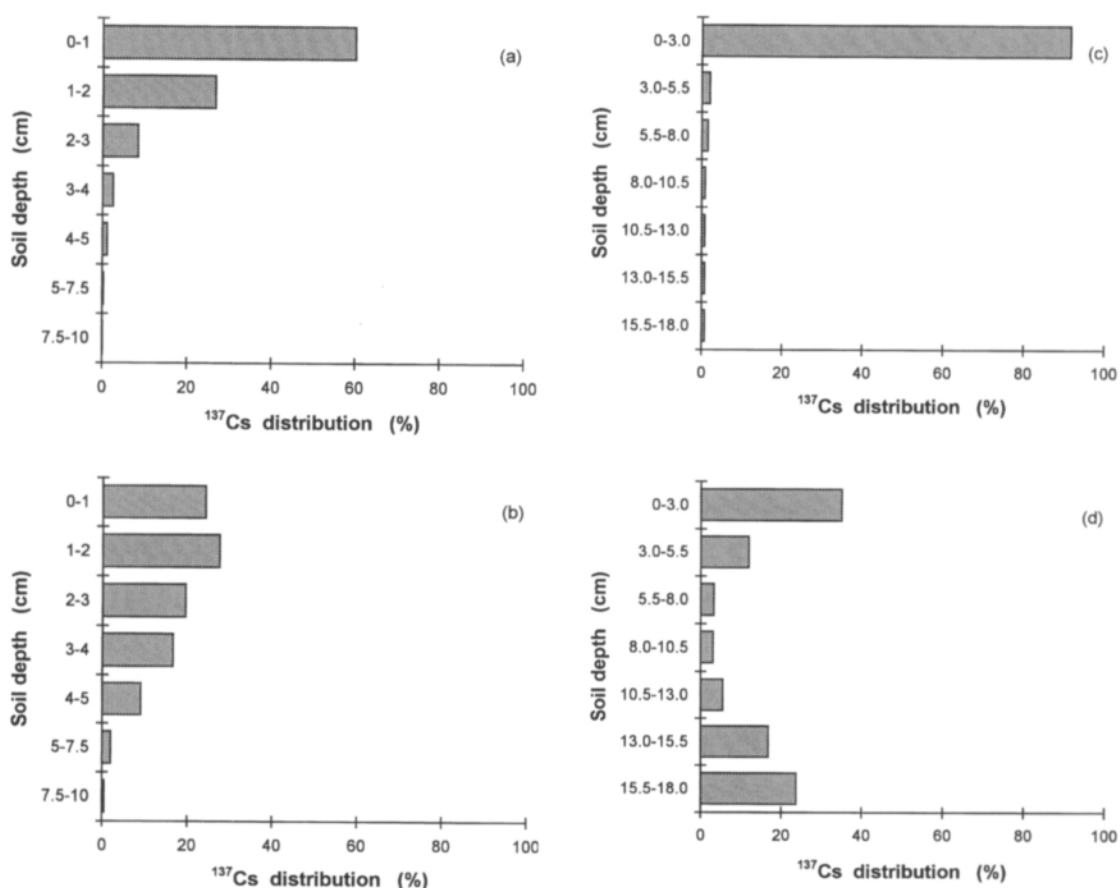 (a)
Soil depth (cm)
0-1
1-2
2-3
3-4
4-5
5-7.5
7.5-10
0 20 40 60 80 100
¹³⁷Cs distribution (%)
(c)
Soil depth (cm)
0-3.0
3.0-5.5
5.5-8.0
8.0-10.5
10.5-13.0
13.0-15.5
15.5-18.0
0 20 40 60 80 100
¹³⁷Cs distribution (%)
(b)
Soil depth (cm)
0-1
1-2
2-3
3-4
4-5
5-7.5
7.5-10
0 20 40 60 80 100
¹³⁷Cs distribution (%)
(d)
Soil depth (cm)
0-3.0
3.0-5.5
5.5-8.0
8.0-10.5
10.5-13.0
13.0-15.5
15.5-18.0
0 20 40 60 80 100
¹³⁷Cs distribution (%)